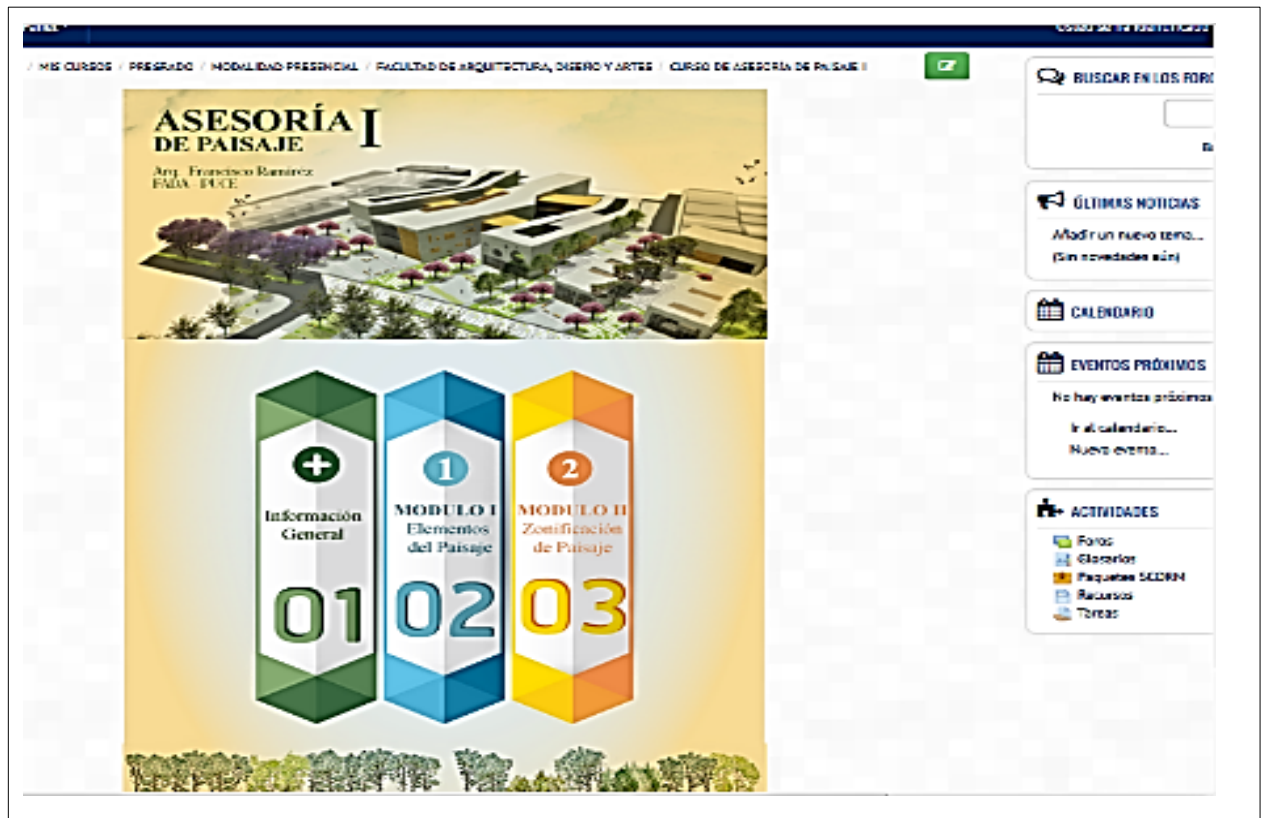 / MIS CURSOS / PREGRADO / MODALIDAD PRESENCIAL / FACULTAD DE ARQUITECTURA, DISEÑO Y ARTES / CURSO DE ASESORÍA DE PAISAJE I
ASESORÍA I
DE PAISAJE
Arq. Francisco Ramírez
FADA - PUCE
+
Información
General
01
1
MODULO I
Elementos
del Paisaje
02
2
MODULO II
Zonificación
de Paisaje
03
BUSCAR EN LOS FORO
ÚLTIMAS NOTICIAS
Añadir un nuevo tema...
(Sin novedades aún)
CALENDARIO
EVENTOS PRÓXIMOS
No hay eventos próximos
Ir al calendario...
Nuevo evento...
ACTIVIDADES
Foros
Glosarios
Paquetes SCORM
Recursos
Tareas